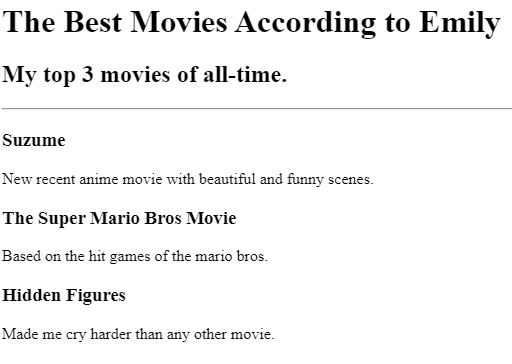 The Best Movies According to Emily
My top 3 movies of all-time.
Suzume
New recent anime movie with beautiful and funny scenes.
The Super Mario Bros Movie
Based on the hit games of the mario bros.
Hidden Figures
Made me cry harder than any other movie.